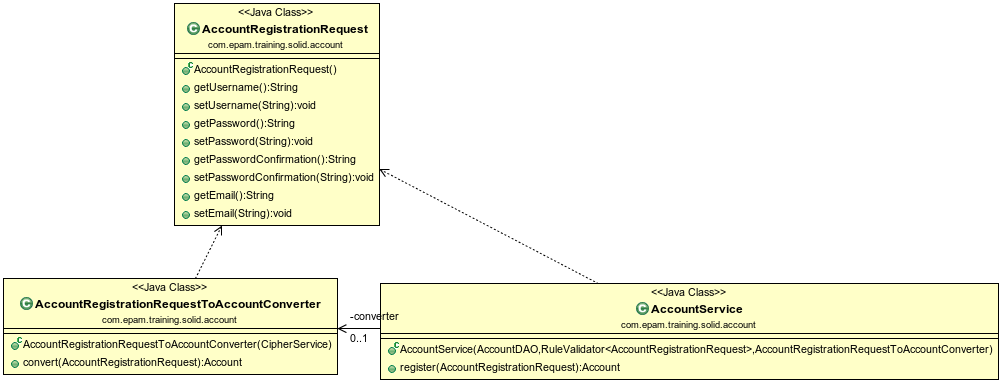 <<Java Class>>
AccountRegistrationRequest
com.epam.training.solid.account
AccountRegistrationRequest()
getUsername():String
setUsername(String):void
getPassword():String
setPassword(String):void
getPasswordConfirmation():String
setPasswordConfirmation(String):void
getEmail():String
setEmail(String):void
<<Java Class>>
AccountRegistrationRequestToAccountConverter
com.epam.training.solid.account
AccountRegistrationRequestToAccountConverter(CipherService)
convert(AccountRegistrationRequest):Account
-converter
0..1
<<Java Class>>
AccountService
com.epam.training.solid.account
AccountService(AccountDAO,RuleValidator<AccountRegistrationRequest>,AccountRegistrationRequestToAccountConverter)
register(AccountRegistrationRequest):Account